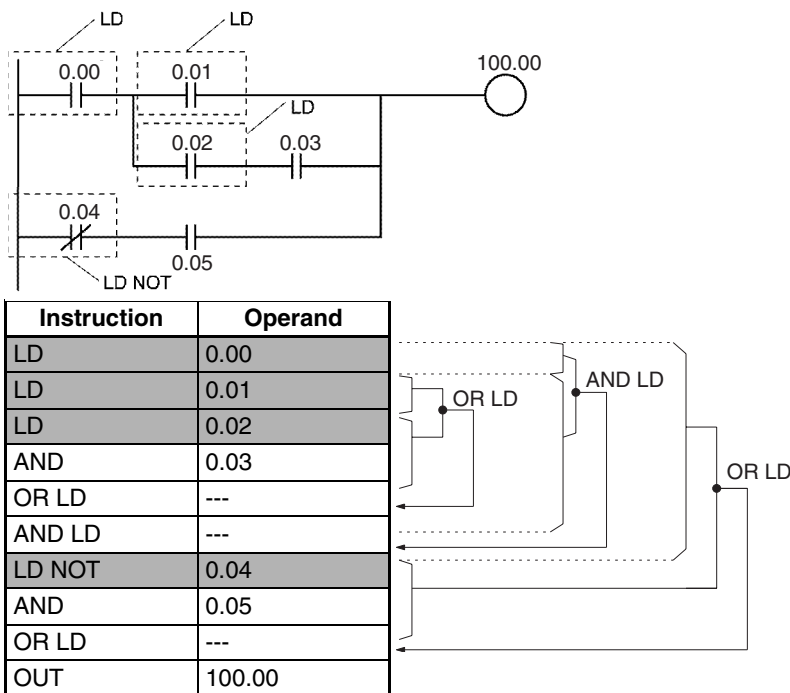 LD LD
0.00 0.01 100.00
LD
0.02 0.03
0.04
0.05
LD NOT
Instruction Operand
LD 0.00
LD 0.01
LD 0.02
AND 0.03
OR LD ---
AND LD ---
LD NOT 0.04
AND 0.05
OR LD ---
OUT 100.00
AND LD
OR LD
OR LD